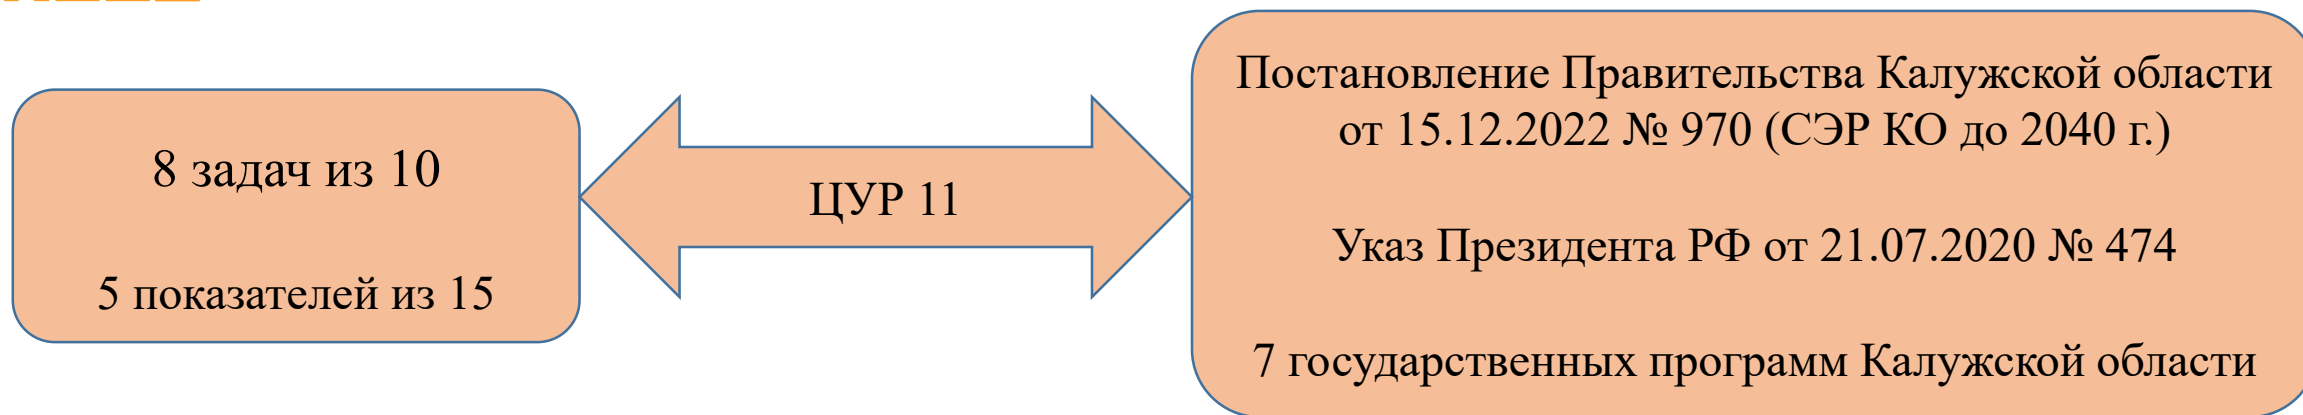 8 задач из 10
5 показателей из 15
ЦУР 11
Постановление Правительства Калужской области
от 15.12.2022 № 970 (СЭР КО до 2040 г.)
Указ Президента РФ от 21.07.2020 № 474
7 государственных программ Калужской области